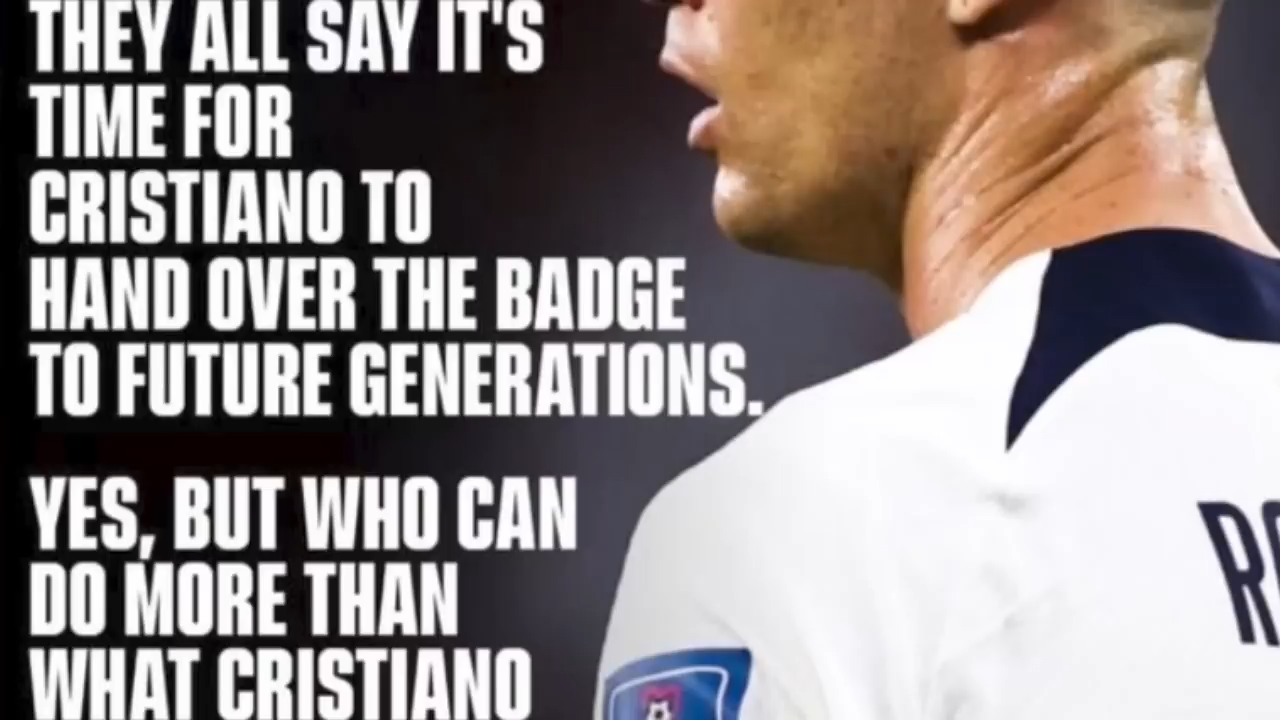 THEY ALL SAY IT'S
TIME FOR
CRISTIANO TO
HAND OVER THE BADGE
TO FUTURE GENERATIONS.
YES, BUT WHO CAN
DO MORE THAN
WHAT CRISTIANO